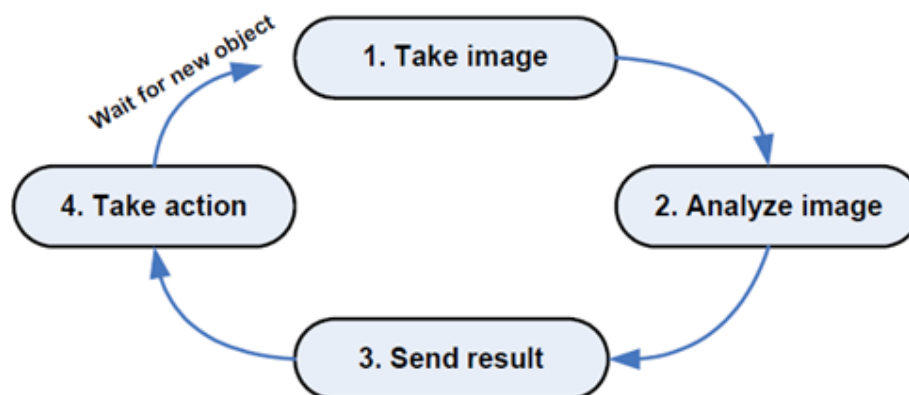 1. Take image
Wait for new object
2. Analyze image
4. Take action
3. Send result